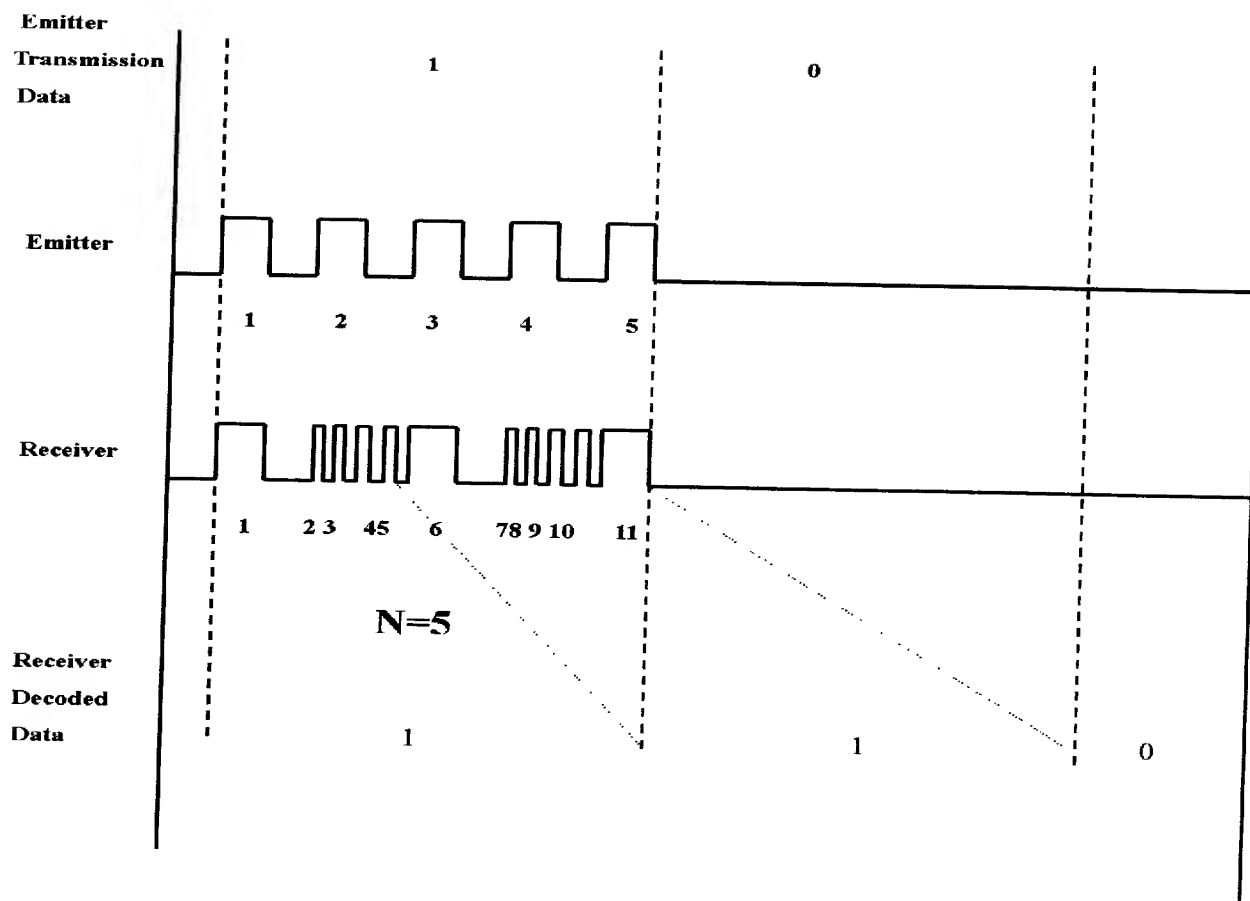 Emitter
Transmission
Data
1 0
Emitter
1 2 3 4 5
Receiver
1 2 3 45 6 78 9 10 11
N=5
Receiver
Decoded
Data
1 1 0